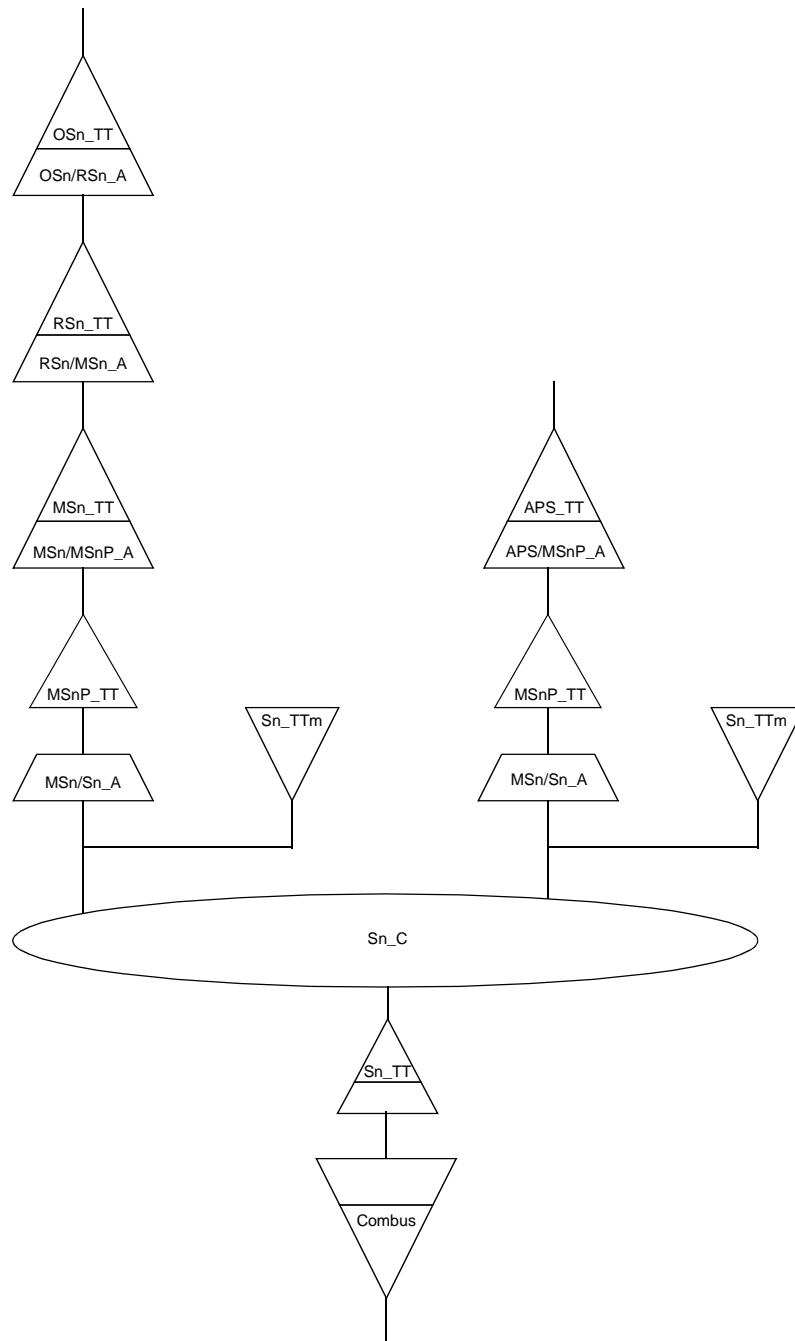 OSn_TT
OSn/RSn_A
RSn_TT
RSn/MSn_A
MSn_TT
MSn/MSnP_A
APS_TT
APS/MSnP_A
MSnP_TT
Sn_TTm
MSnP_TT
Sn_TTm
MSn/Sn_A
MSn/Sn_A
Sn_C
Sn_TT
Combus